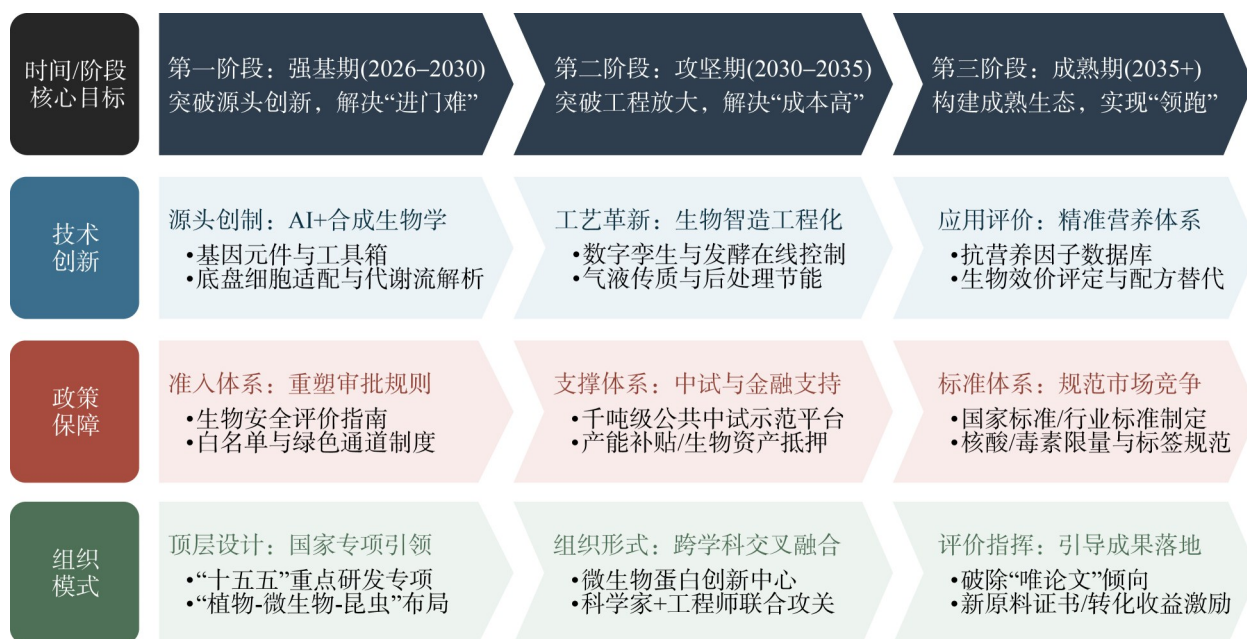 时间/阶段
核心目标
第一阶段：强基期(2026–2030)
突破源头创新，解决“进门难”
第二阶段：攻坚期(2030–2035)
突破工程放大，解决“成本高”
第三阶段：成熟期(2035+)
构建成熟生态，实现“领跑”
技术
创新
源头创制：AI+合成生物学
•基因元件与工具箱
•底盘细胞适配与代谢流解析
工艺革新：生物智造工程化
•数字孪生与发酵在线控制
•气液传质与后处理节能
应用评价：精准营养体系
•抗营养因子数据库
•生物效价评定与配方替代
政策
保障
准入体系：重塑审批规则
•生物安全评价指南
•白名单与绿色通道制度
支撑体系：中试与金融支持
•千吨级公共中试示范平台
•产能补贴/生物资产抵押
标准体系：规范市场竞争
•国家标准/行业标准制定
•核酸/毒素限量与标签规范
组织
模式
顶层设计：国家专项引领
•“十五五”重点研发专项
•“植物-微生物-昆虫”布局
组织形式：跨学科交叉融合
•微生物蛋白创新中心
•科学家+工程师联合攻关
评价指挥：引导成果落地
•破除“唯论文”倾向
•新原料证书/转化收益激励